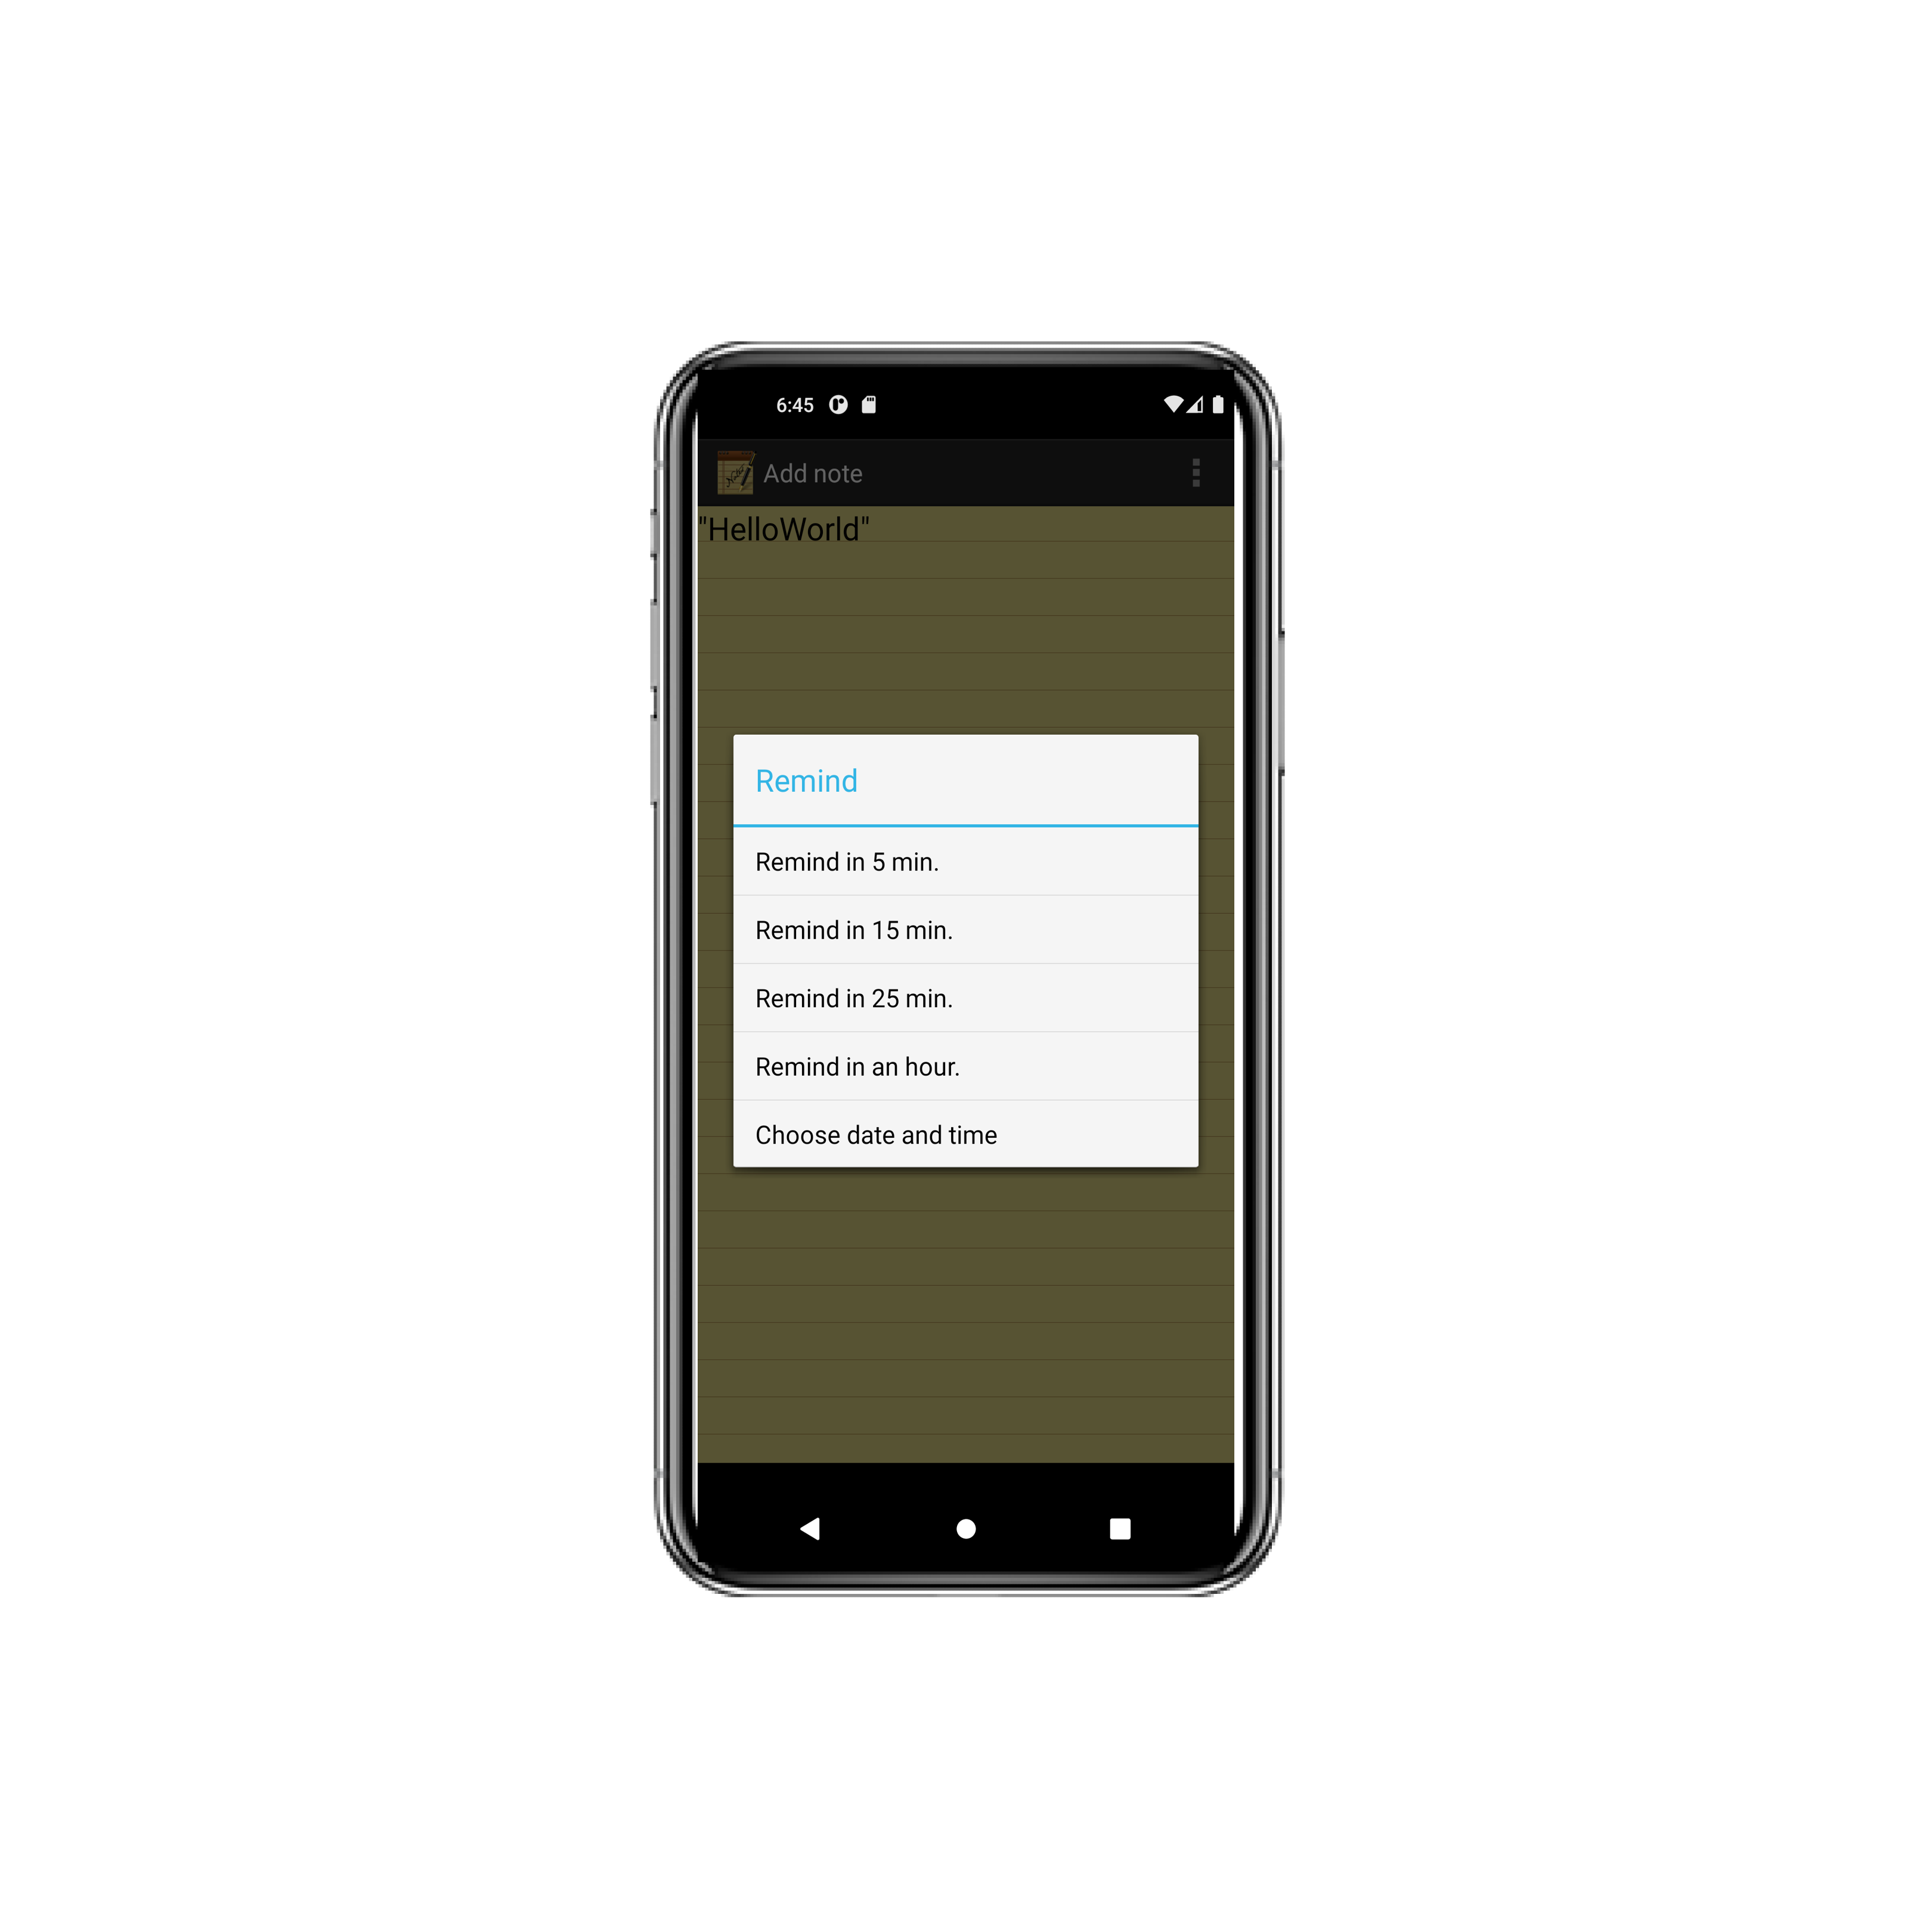 6:45
Add note
"HelloWorld"
Remind
Remind in 5 min.
Remind in 15 min.
Remind in 25 min.
Remind in an hour.
Choose date and time